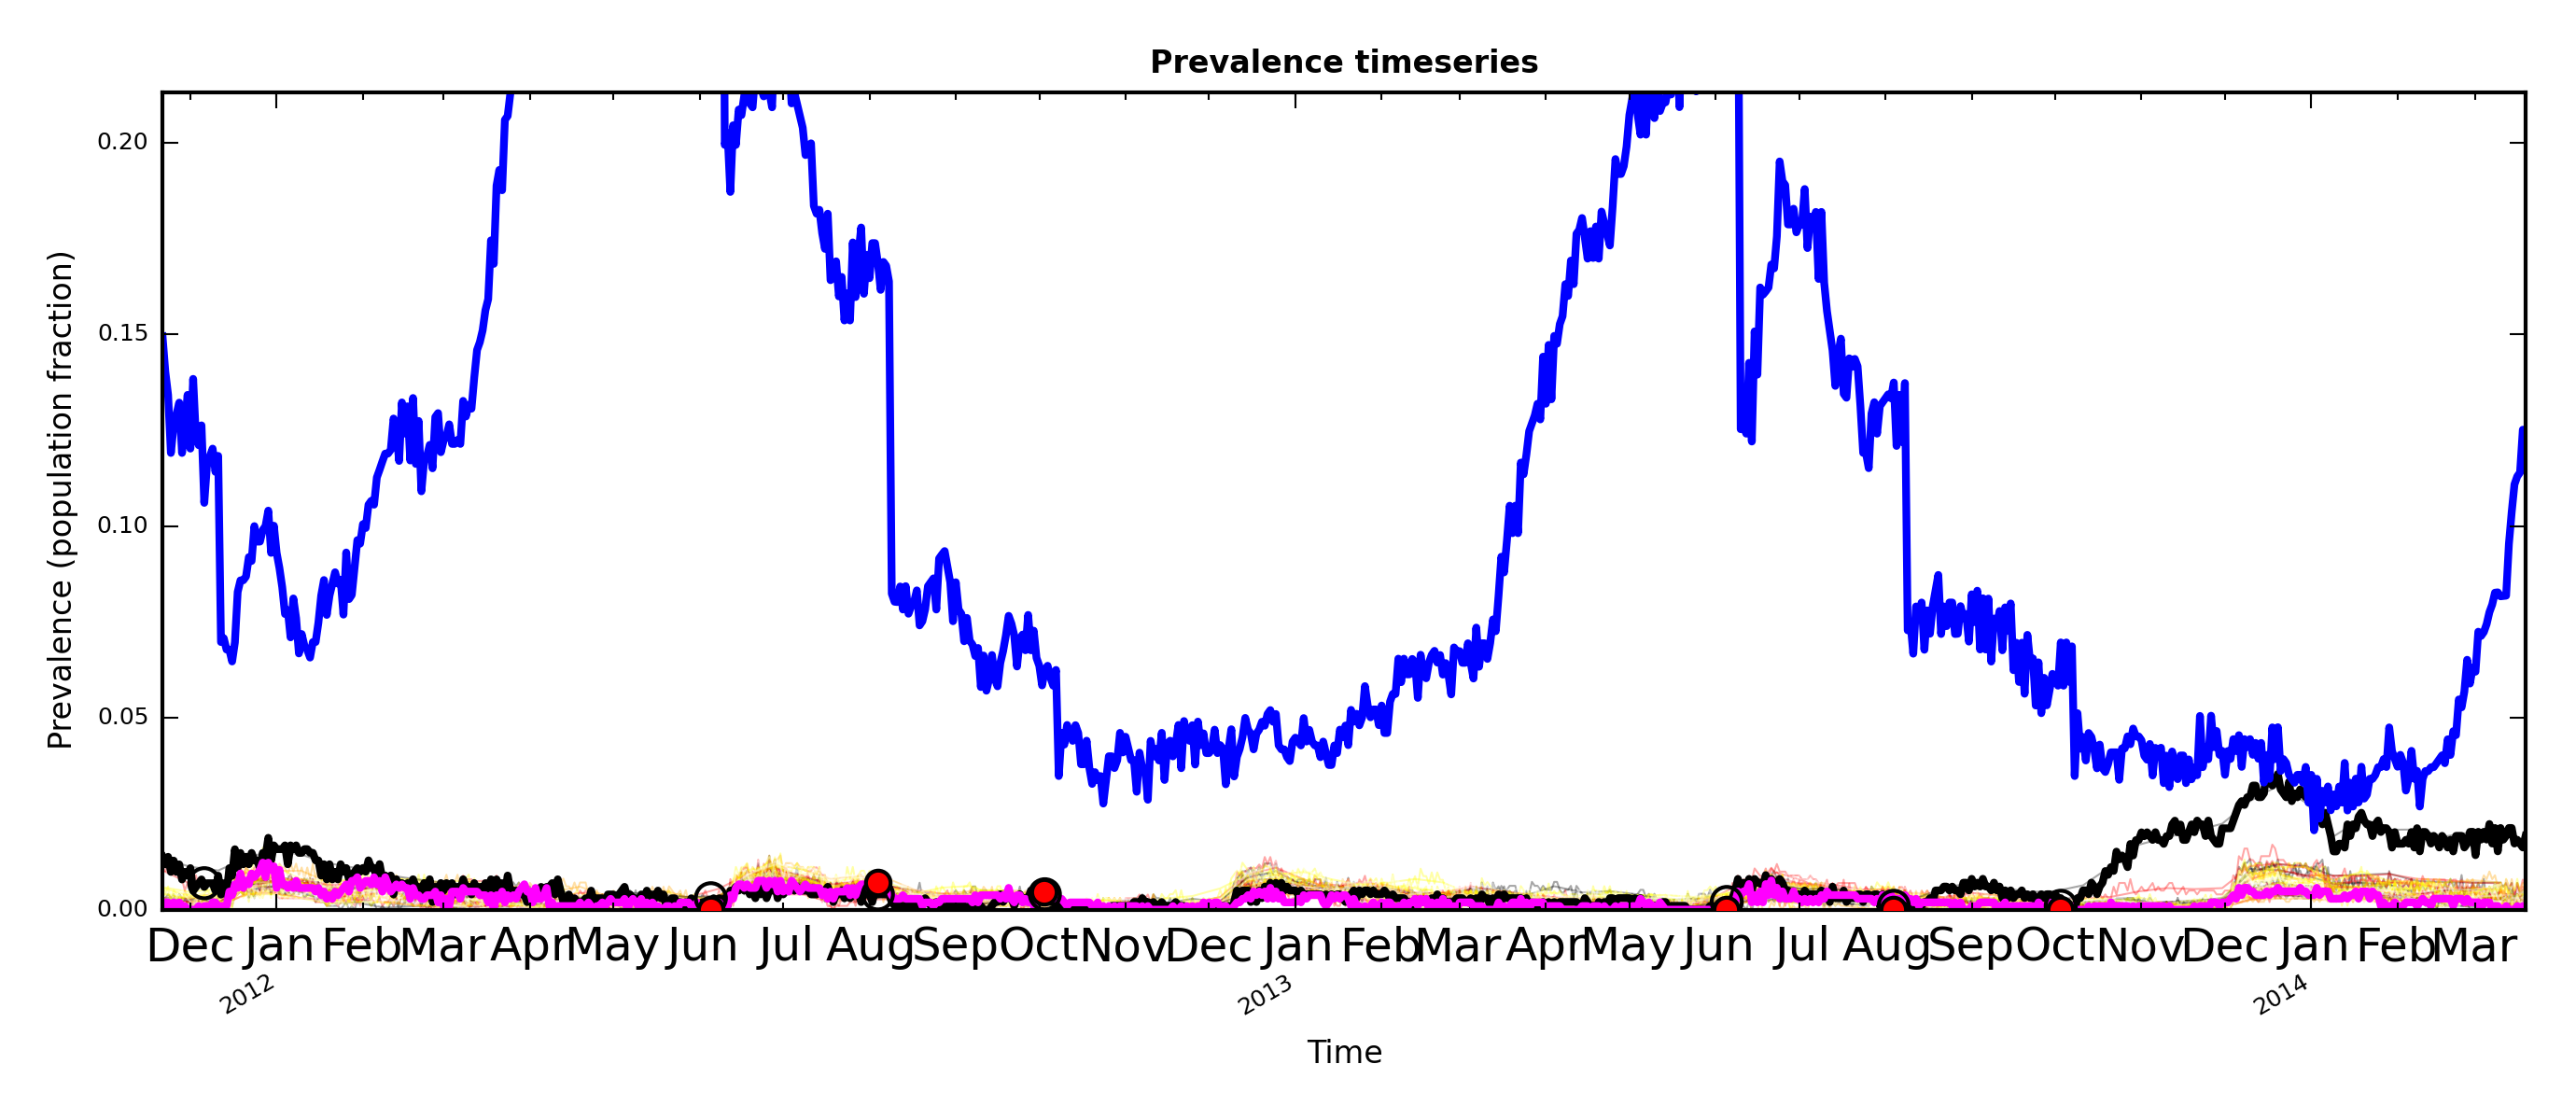 Prevalence timeseries
Prevalence (population fraction)
0.20
0.15
0.10
0.05
0.00
Dec Jan Feb Mar Apr May Jun Jul Aug Sep Oct Nov Dec Jan Feb Mar Apr May Jun Jul Aug Sep Oct Nov Dec Jan Feb Mar
2012 2013 2014
Time